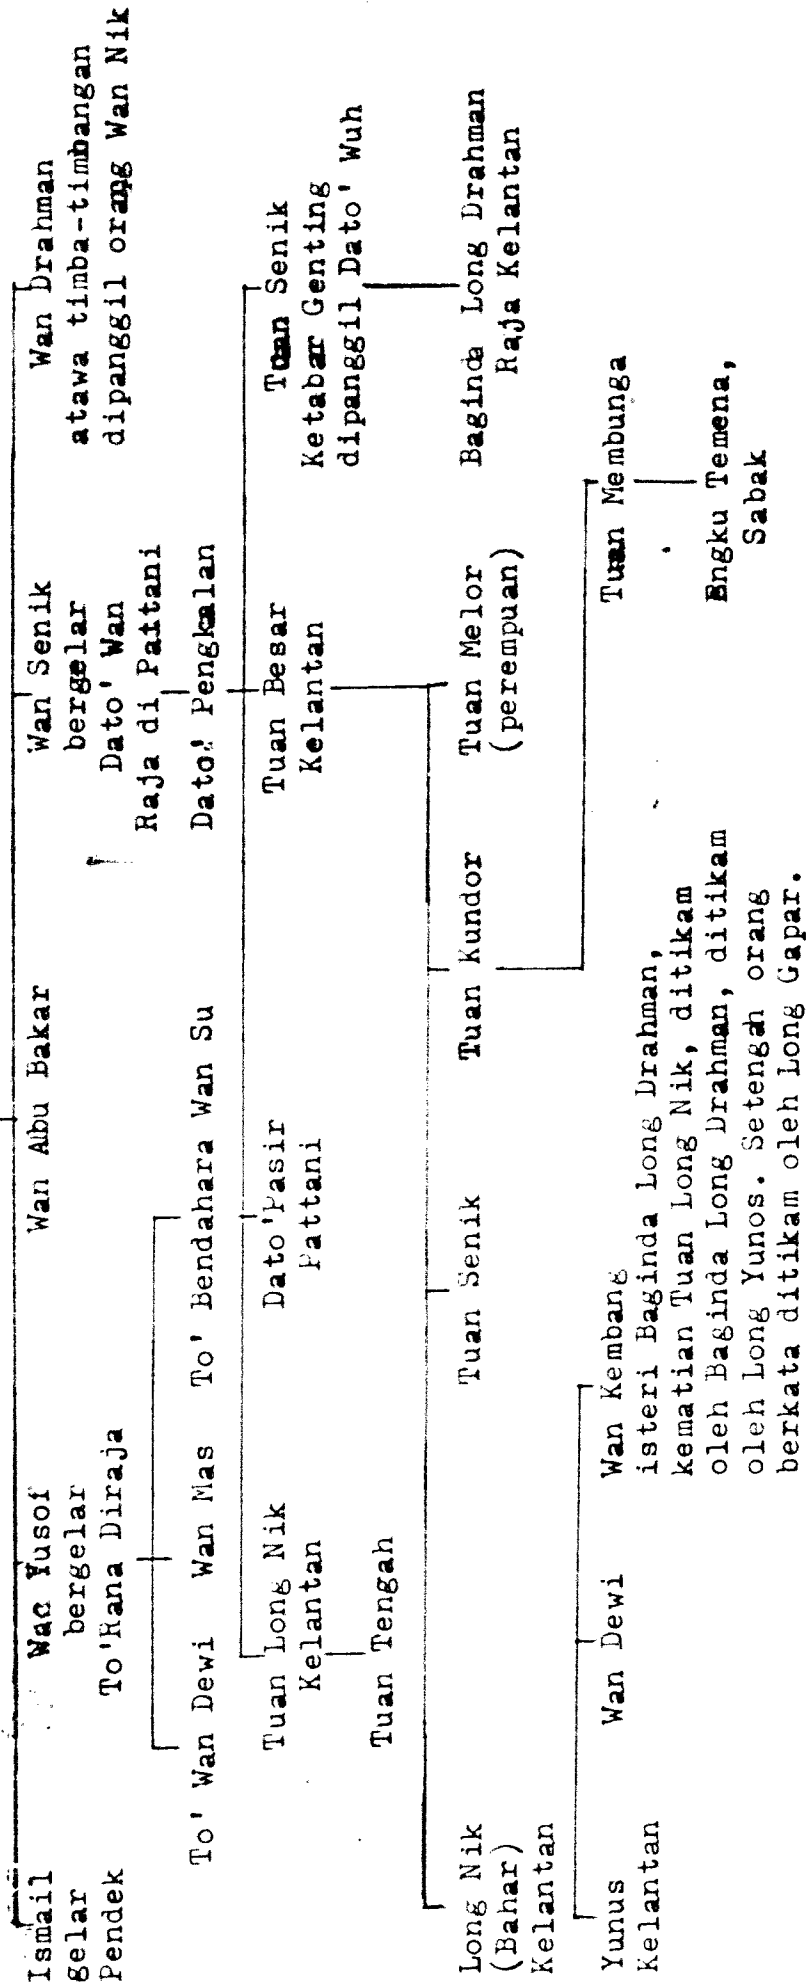 Ismail
gelar
Pendek
Wan Yusof
bergelar
To'Rana Diraja
Wan Abu Bakar
Wan Senik
bergelar
Dato' Wan
Raja di Pattani
Wan Drahman
atawa timba-timbangan
dipanggil orang Wan Nik
To' Wan Dewi
Wan Mas
To' Bendahara Wan Su
Dato' Pengkalan
Tuan Long Nik
Kelantan
Dato'Pasir
Pattani
Tuan Besar
Kelantan
Tuan Senik
Ketabar Genting
dipanggil Dato' Wuh
Tuan Tengah
Long Nik
(Bahar)
Kelantan
Tuan Senik
Tuan Kundor
Tuan Melor
(perempuan)
Baginda Long Drahman
Raja Kelantan
Yunus
Kelantan
Wan Dewi
Wan Kembang
isteri Baginda Long Drahman,
kematian Tuan Long Nik, ditikam
oleh Baginda Long Drahman, ditikam
oleh Long Yunos. Setengah orang
berkata ditikam oleh Long Gapar.
Tuan Membunga
Engku Temena,
Sabak